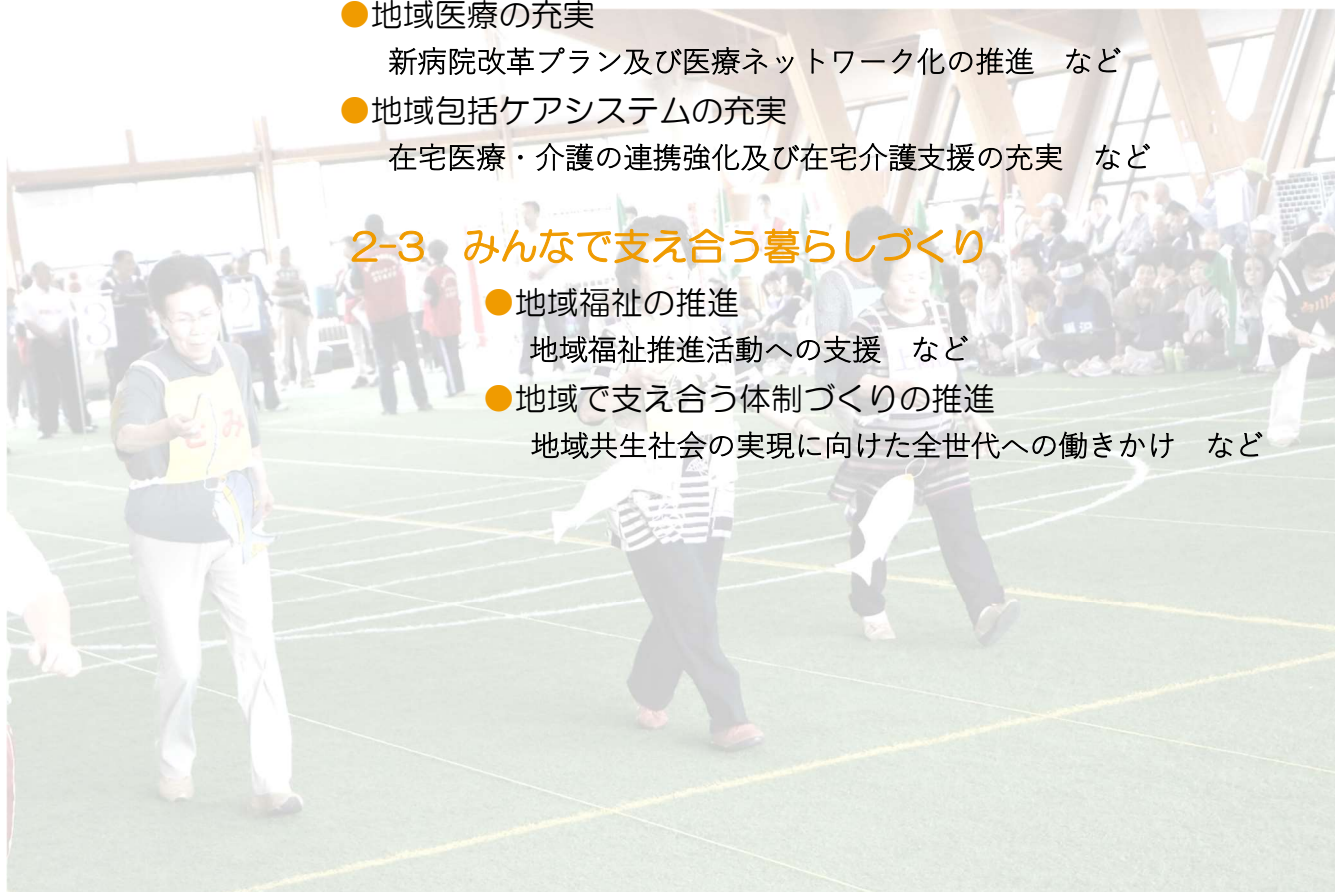 ●地域医療の充実
新病院改革プラン及び医療ネットワーク化の推進　など
●地域包括ケアシステムの充実
在宅医療・介護の連携強化及び在宅介護支援の充実　など
2-3　みんなで支え合う暮らしづくり
●地域福祉の推進
地域福祉推進活動への支援　など
●地域で支え合う体制づくりの推進
地域共生社会の実現に向けた全世代への働きかけ　など